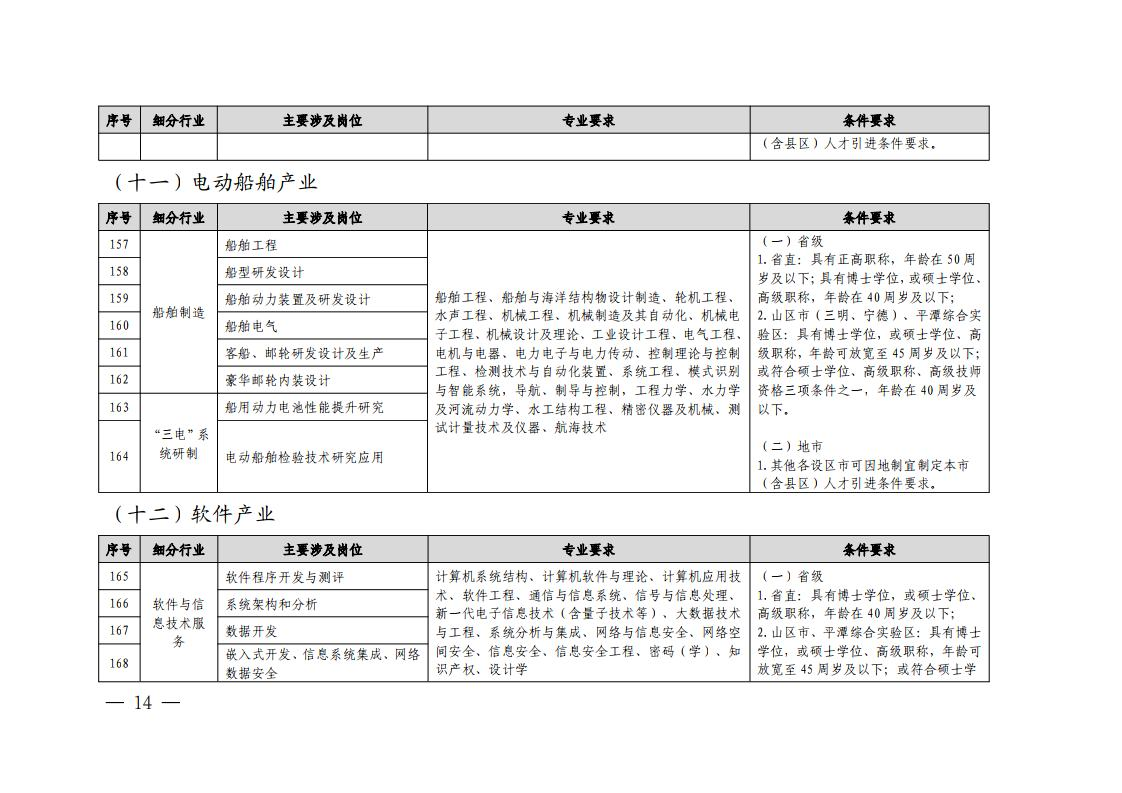 序号 细分行业 主要涉及岗位 专业要求 条件要求
（含县区）人才引进条件要求。
（十一）电动船舶产业
序号 细分行业 主要涉及岗位 专业要求 条件要求
157
船舶制造
船舶工程
158
船型研发设计
159
船舶动力装置及研发设计
160
船舶电气
161
客船、邮轮研发设计及生产
162
豪华邮轮内装设计
163
“三电”系
统研制
船用动力电池性能提升研究
164
电动船舶检验技术研究应用
船舶工程、船舶与海洋结构物设计制造、轮机工程、
水声工程、机械工程、机械制造及其自动化、机械电
子工程、机械设计及理论、工业设计工程、电气工程、
电机与电器、电力电子与电力传动、控制理论与控制
工程、检测技术与自动化装置、系统工程、模式识别
与智能系统，导航、制导与控制，工程力学、水力学
及河流动力学、水工结构工程、精密仪器及机械、测
试计量技术及仪器、航海技术
（一）省级
1.省直：具有正高职称，年龄在 50 周
岁及以下；具有博士学位，或硕士学位、
高级职称，年龄在 40 周岁及以下；
2.山区市（三明、宁德）、平潭综合实
验区：具有博士学位，或硕士学位、高
级职称，年龄可放宽至 45 周岁及以下；
或符合硕士学位、高级职称、高级技师
资格三项条件之一，年龄在 40 周岁及
以下。
（二）地市
1.其他各设区市可因地制宜制定本市
（含县区）人才引进条件要求。
（十二）软件产业
序号 细分行业 主要涉及岗位 专业要求 条件要求
165
软件与信
息技术服
务
软件程序开发与测评
166
系统架构和分析
167
数据开发
168
嵌入式开发、信息系统集成、网络
数据安全
计算机系统结构、计算机软件与理论、计算机应用技
术、软件工程、通信与信息系统、信号与信息处理、
新一代电子信息技术（含量子技术等）、大数据技术
与工程、系统分析与集成、网络与信息安全、网络空
间安全、信息安全、信息安全工程、密码（学）、知
识产权、设计学
（一）省级
1.省直：具有博士学位，或硕士学位、
高级职称，年龄在 40 周岁及以下；
2.山区市、平潭综合实验区：具有博士
学位，或硕士学位、高级职称，年龄可
放宽至 45 周岁及以下；或符合硕士学
— 14 —